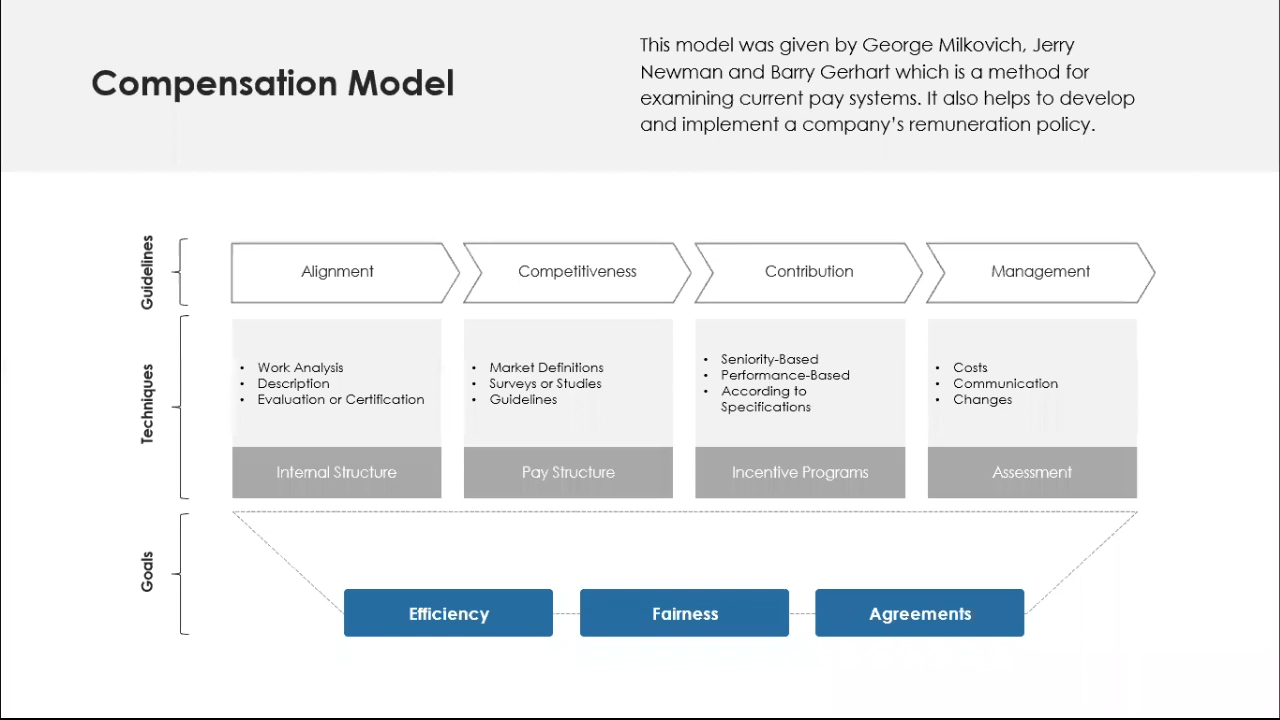 Compensation Model
This model was given by George Milkovich, Jerry
Newman and Barry Gerhart which is a method for
examining current pay systems. It also helps to develop
and implement a company’s remuneration policy.
Guidelines
Alignment
Competitiveness
Contribution
Management
Techniques
• Work Analysis
• Description
• Evaluation or Certification
Internal Structure
• Market Definitions
• Surveys or Studies
• Guidelines
Pay Structure
• Seniority-Based
• Performance-Based
• According to
Specifications
Incentive Programs
• Costs
• Communication
• Changes
Assessment
Goals
Efficiency
Fairness
Agreements